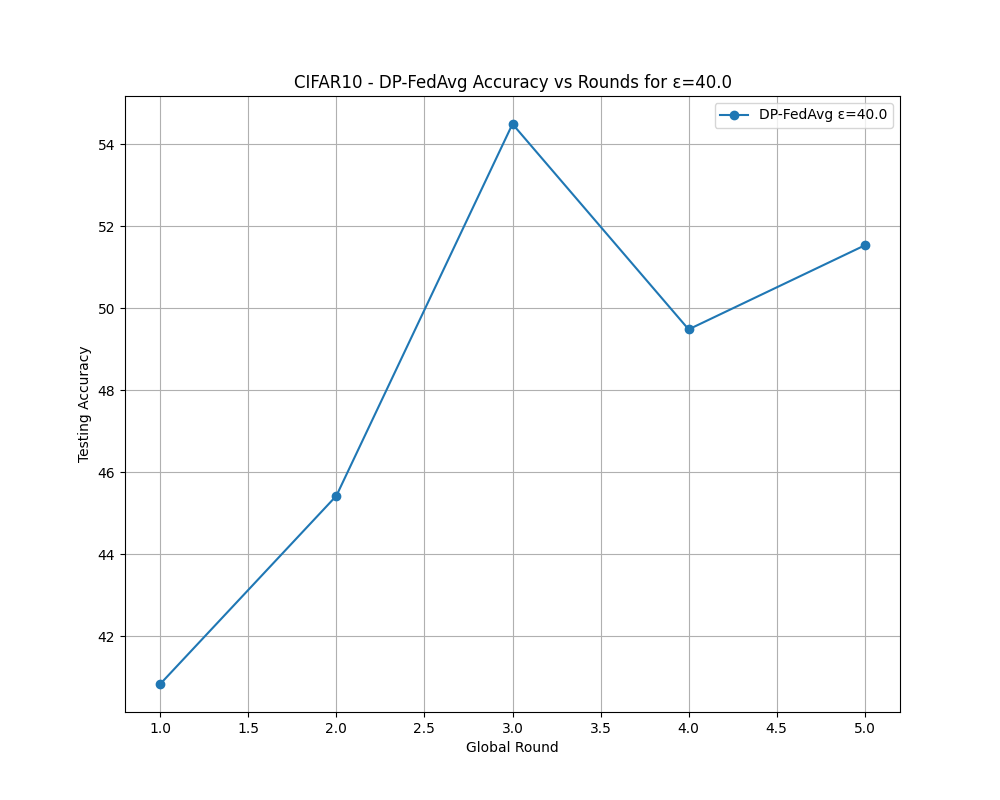 CIFAR10 - DP-FedAvg Accuracy vs Rounds for ε=40.0
DP-FedAvg ε=40.0
54
52
50
48
46
44
42
Testing Accuracy
1.0 1.5 2.0 2.5 3.0 3.5 4.0 4.5 5.0
Global Round